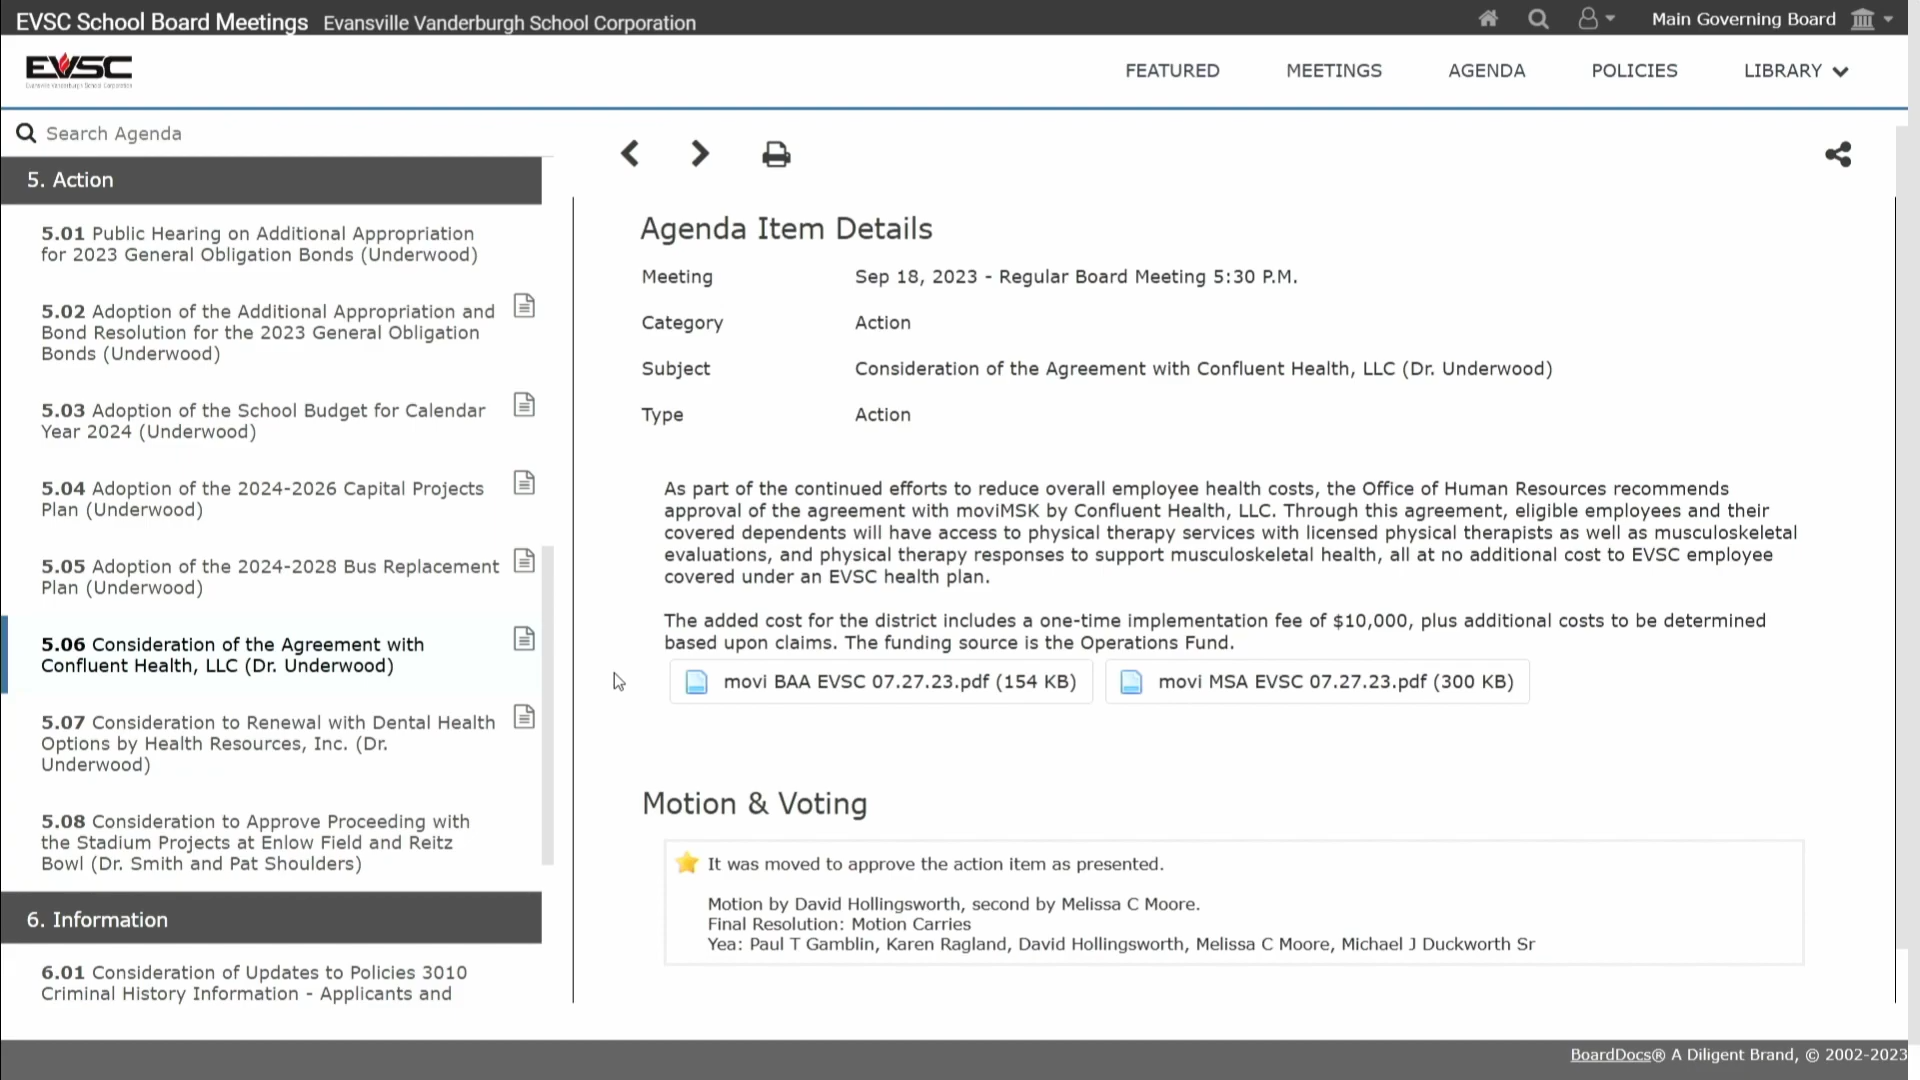 EVSC School Board Meetings Evansville Vanderburgh School Corporation
Main Governing Board
EVSC
Evansville Vanderburgh School Corporation
FEATURED MEETINGS AGENDA POLICIES LIBRARY
Search Agenda
5. Action
5.01 Public Hearing on Additional Appropriation
for 2023 General Obligation Bonds (Underwood)
5.02 Adoption of the Additional Appropriation and
Bond Resolution for the 2023 General Obligation
Bonds (Underwood)
5.03 Adoption of the School Budget for Calendar
Year 2024 (Underwood)
5.04 Adoption of the 2024-2026 Capital Projects
Plan (Underwood)
5.05 Adoption of the 2024-2028 Bus Replacement
Plan (Underwood)
5.06 Consideration of the Agreement with
Confluent Health, LLC (Dr. Underwood)
5.07 Consideration to Renewal with Dental Health
Options by Health Resources, Inc. (Dr.
Underwood)
5.08 Consideration to Approve Proceeding with
the Stadium Projects at Enlow Field and Reitz
Bowl (Dr. Smith and Pat Shoulders)
6. Information
6.01 Consideration of Updates to Policies 3010
Criminal History Information - Applicants and
Agenda Item Details
Meeting Sep 18, 2023 - Regular Board Meeting 5:30 P.M.
Category Action
Subject Consideration of the Agreement with Confluent Health, LLC (Dr. Underwood)
Type Action
As part of the continued efforts to reduce overall employee health costs, the Office of Human Resources recommends
approval of the agreement with moviMSK by Confluent Health, LLC. Through this agreement, eligible employees and their
covered dependents will have access to physical therapy services with licensed physical therapists as well as musculoskeletal
evaluations, and physical therapy responses to support musculoskeletal health, all at no additional cost to EVSC employee
covered under an EVSC health plan.
The added cost for the district includes a one-time implementation fee of $10,000, plus additional costs to be determined
based upon claims. The funding source is the Operations Fund.
movi BAA EVSC 07.27.23.pdf (154 KB) movi MSA EVSC 07.27.23.pdf (300 KB)
Motion & Voting
It was moved to approve the action item as presented.
Motion by David Hollingsworth, second by Melissa C Moore.
Final Resolution: Motion Carries
Yea: Paul T Gamblin, Karen Ragland, David Hollingsworth, Melissa C Moore, Michael J Duckworth Sr
BoardDocs® A Diligent Brand, © 2002-2023